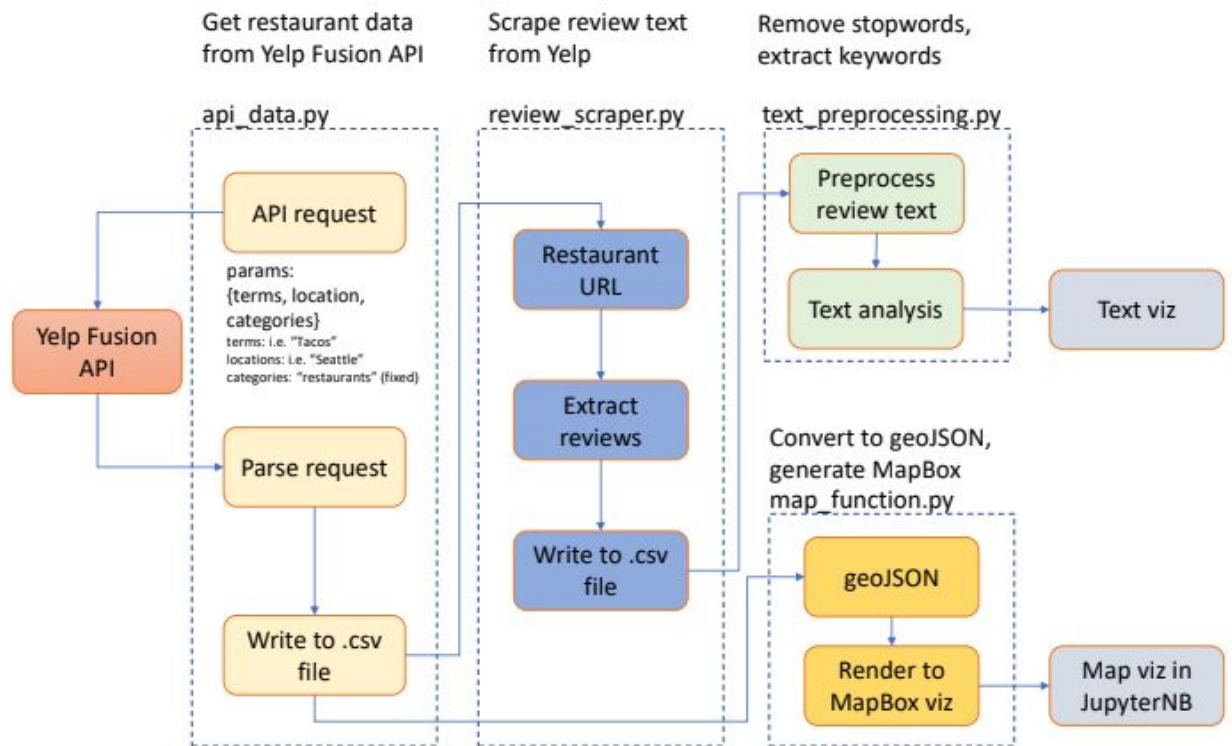 Get restaurant data
from Yelp Fusion API
api_data.py
API request
params:
{terms, location,
categories}
terms: i.e. "Tacos"
locations: i.e. "Seattle"
categories: "restaurants" (fixed)
Yelp Fusion
API
Parse request
Write to .csv
file
Scrape review text
from Yelp
review_scraper.py
Restaurant
URL
Extract
reviews
Write to .csv
file
Remove stopwords,
extract keywords
text_preprocessing.py
Preprocess
review text
Text analysis
Text viz
Convert to geoJSON,
generate MapBox
map_function.py
geoJSON
Render to
MapBox viz
Map viz in
JupyterNB